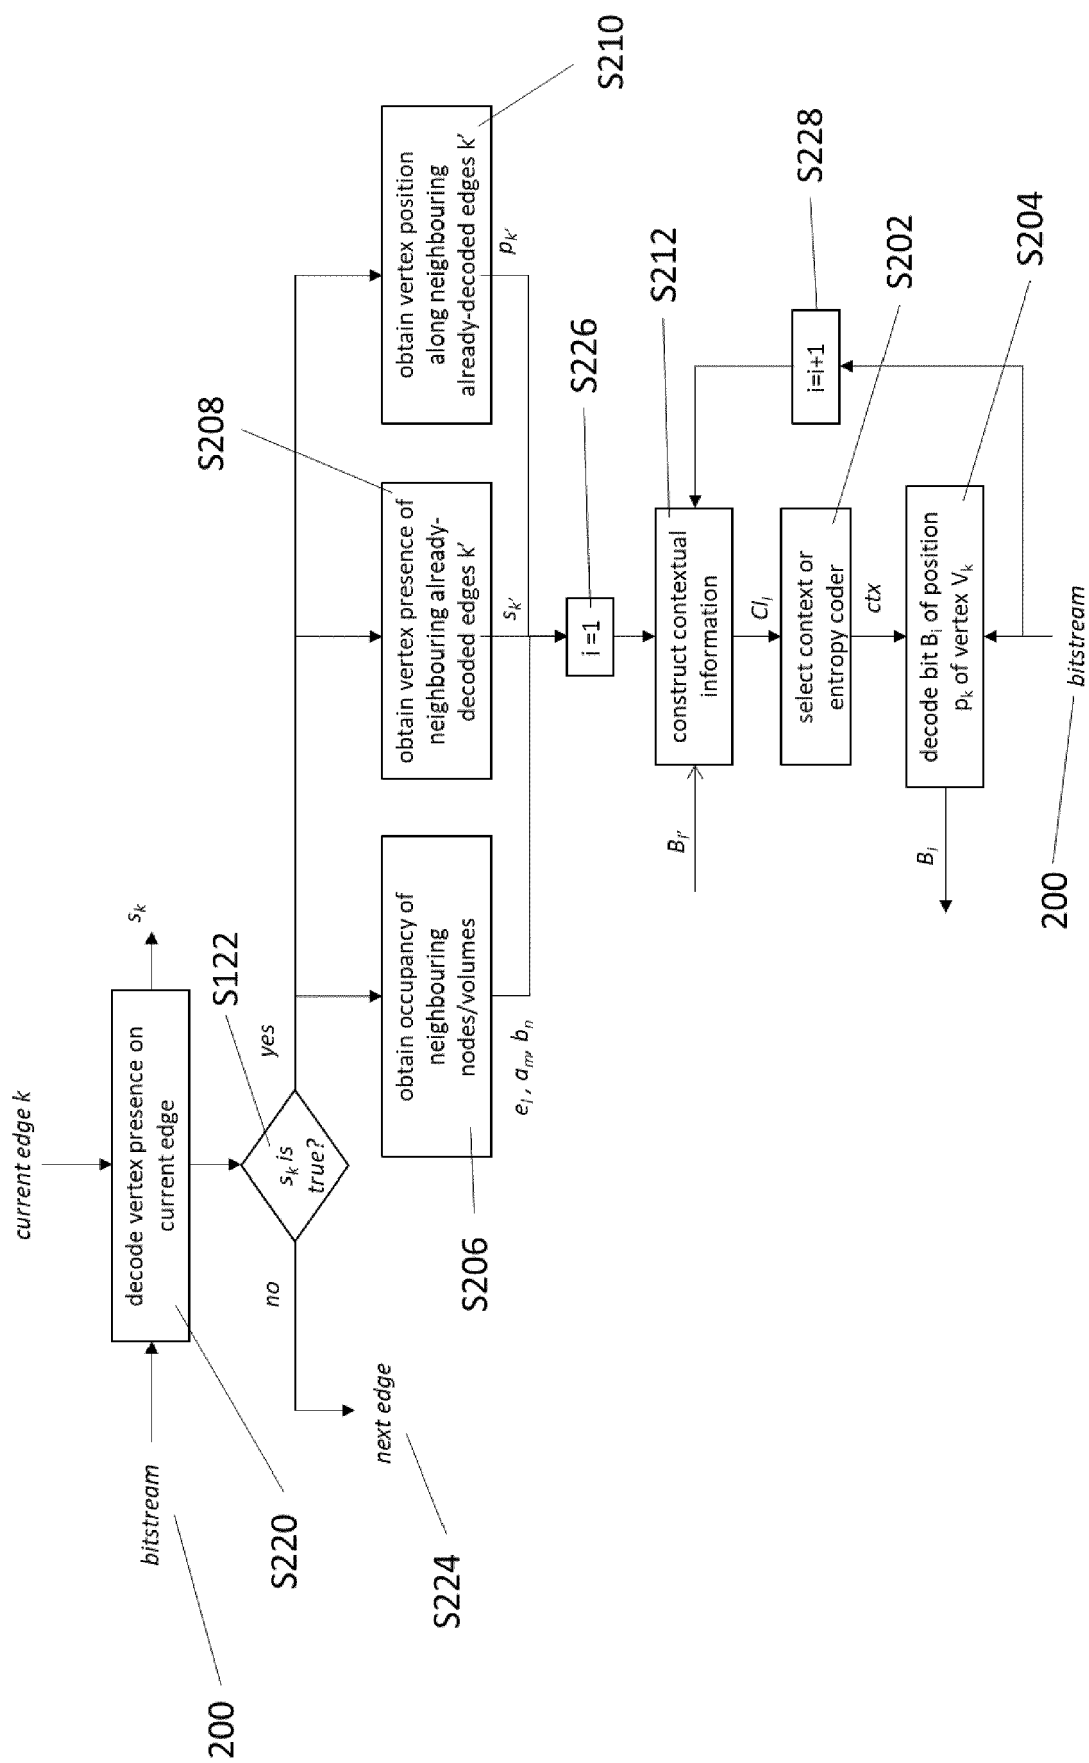 current edge k
200
bitstream
decode vertex presence on
current edge
s_k
S220
S122
s_k is
true?
no
yes
next edge
S224
S206
obtain occupancy of
neighbouring
nodes/volumes
e_l , a_m, b_n
S208
obtain vertex presence of
neighbouring already-
decoded edges k'
s_k'
S210
obtain vertex position
along neighbouring
already-decoded edges k'
p_k'
i =1
S226
B_i'
construct contextual
information
S212
CI_i
select context or
entropy coder
S202
ctx
decode bit B_i of position
p_k of vertex V_k
S204
B_i
i=i+1
S228
200
bitstream